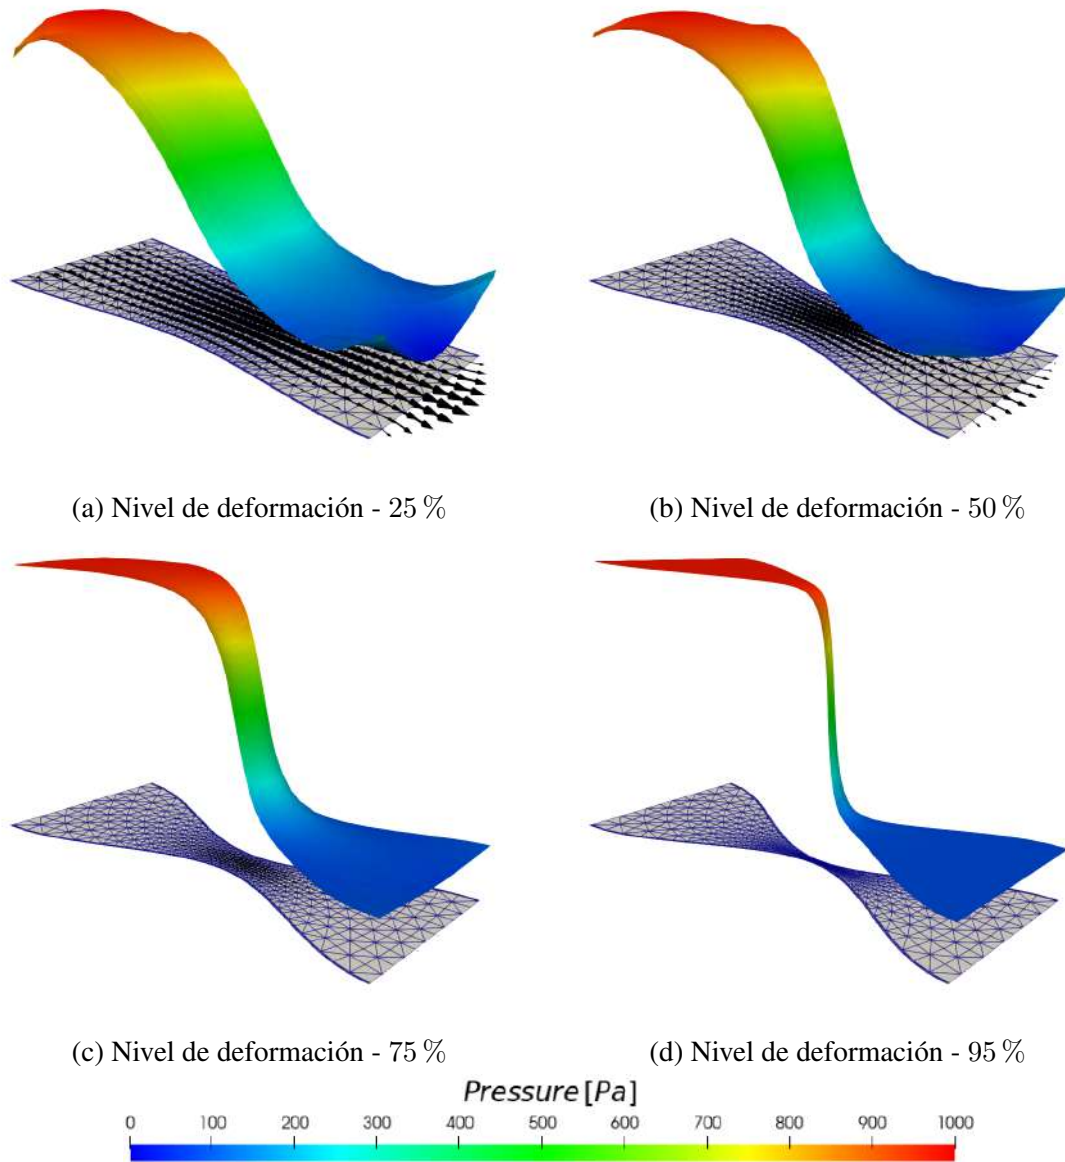 (a) Nivel de deformación - 25 %
(b) Nivel de deformación - 50 %
(c) Nivel de deformación - 75 %
(d) Nivel de deformación - 95 %
Pressure [Pa]
0 100 200 300 400 500 600 700 800 900 1000